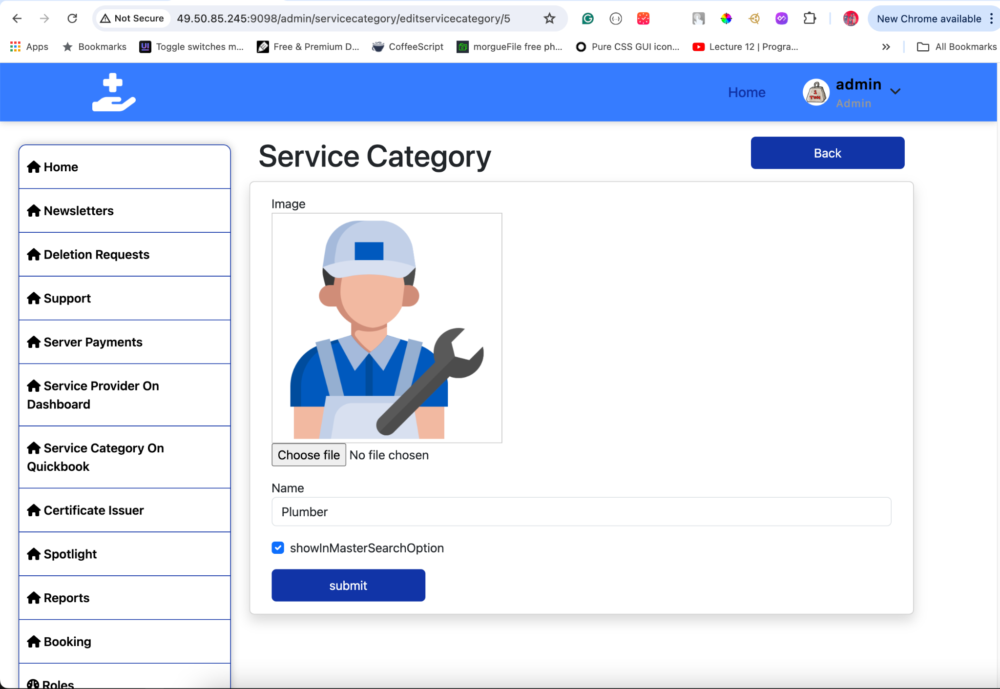 Not Secure
49.50.85.245:9098/admin/servicecategory/editservicecategory/5
New Chrome available
Apps
Bookmarks
UI
Toggle switches m...
Free & Premium D...
CoffeeScript
morgueFile free ph...
Pure CSS GUI icon...
Lecture 12 | Progra...
All Bookmarks
Home
1
TON
admin
Admin
Home
Newsletters
Deletion Requests
Support
Server Payments
Service Provider On
Dashboard
Service Category On
Quickbook
Certificate Issuer
Spotlight
Reports
Booking
Roles
Service Category
Back
Image
Choose file
No file chosen
Name
Plumber
showInMasterSearchOption
submit